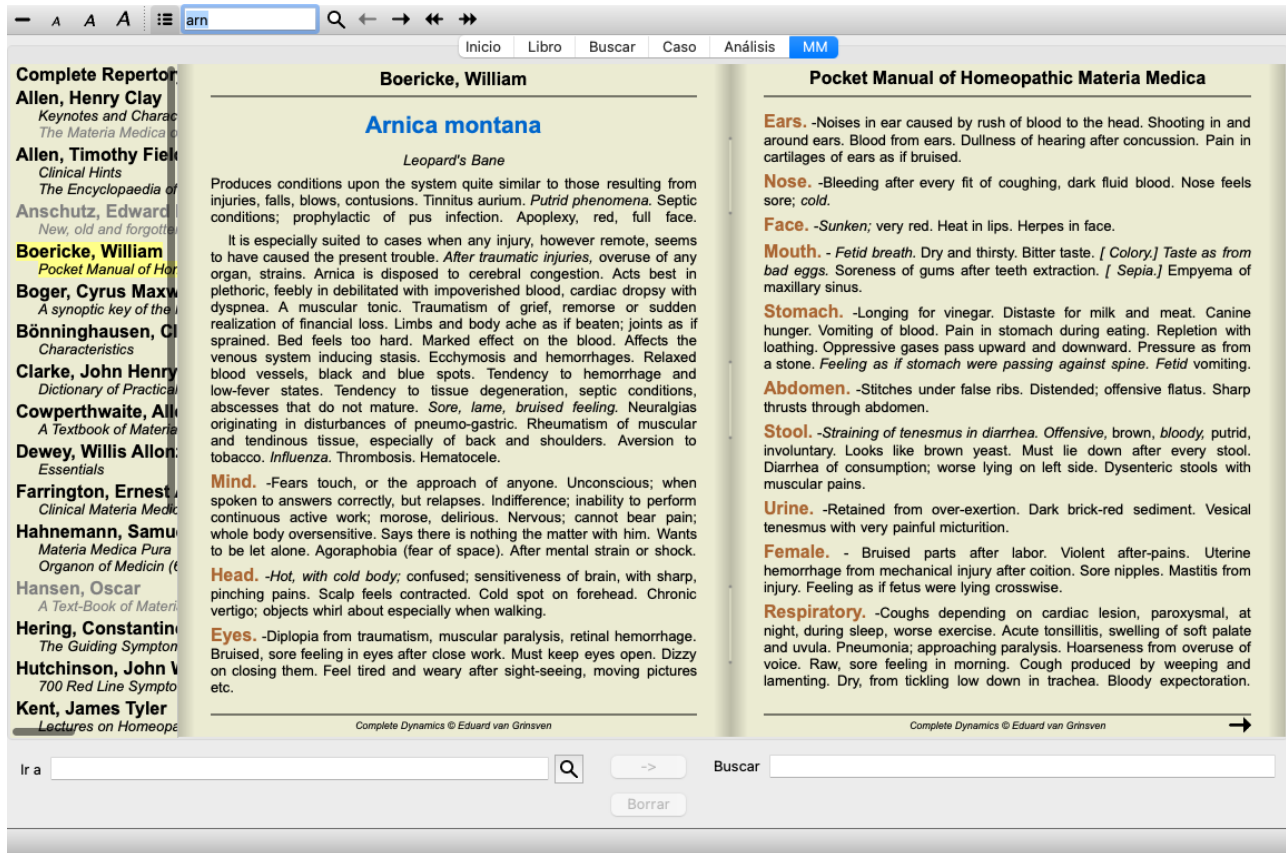 A A A arn
Inicio Libro Buscar Caso Análisis MM
Complete Repertor
Allen, Henry Clay
Keynotes and Charac
The Materia Medica o
Allen, Timothy Fiel
Clinical Hints
The Encyclopaedia of
Anschutz, Edward
New, old and forgotte
Boericke, William
Pocket Manual of Hor
Boger, Cyrus Maxw
A synoptic key of the
Bönninghausen, Cl
Characteristics
Clarke, John Henry
Dictionary of Practical
Cowperthwaite, All
A Textbook of Materia
Dewey, Willis Allon
Essentials
Farrington, Ernest
Clinical Materia Medic
Hahnemann, Samu
Materia Medica Pura
Organon of Medicin (6
Hansen, Oscar
A Text-Book of Materi
Hering, Constantin
The Guiding Sympton
Hutchinson, John W
700 Red Line Sympto
Kent, James Tyler
Lectures on Homeopa
Boericke, William
Arnica montana
Leopard's Bane
Produces conditions upon the system quite similar to those resulting from
injuries, falls, blows, contusions. Tinnitus aurium. Putrid phenomena. Septic
conditions; prophylactic of pus infection. Apoplexy, red, full face.
It is especially suited to cases when any injury, however remote, seems
to have caused the present trouble. After traumatic injuries, overuse of any
organ, strains. Arnica is disposed to cerebral congestion. Acts best in
plethoric, feebly in debilitated with impoverished blood, cardiac dropsy with
dyspnea. A muscular tonic. Traumatism of grief, remorse or sudden
realization of financial loss. Limbs and body ache as if beaten; joints as if
sprained. Bed feels too hard. Marked effect on the blood. Affects the
venous system inducing stasis. Ecchymosis and hemorrhages. Relaxed
blood vessels, black and blue spots. Tendency to hemorrhage and
low-fever states. Tendency to tissue degeneration, septic conditions,
abscesses that do not mature. Sore, lame, bruised feeling. Neuralgias
originating in disturbances of pneumo-gastric. Rheumatism of muscular
and tendinous tissue, especially of back and shoulders. Aversion to
tobacco. Influenza. Thrombosis. Hematocele.
Mind. -Fears touch, or the approach of anyone. Unconscious; when
spoken to answers correctly, but relapses. Indifference; inability to perform
continuous active work; morose, delirious. Nervous; cannot bear pain;
whole body oversensitive. Says there is nothing the matter with him. Wants
to be let alone. Agoraphobia (fear of space). After mental strain or shock.
Head. -Hot, with cold body; confused; sensitiveness of brain, with sharp,
pinching pains. Scalp feels contracted. Cold spot on forehead. Chronic
vertigo; objects whirl about especially when walking.
Eyes. -Diplopia from traumatism, muscular paralysis, retinal hemorrhage.
Bruised, sore feeling in eyes after close work. Must keep eyes open. Dizzy
on closing them. Feel tired and weary after sight-seeing, moving pictures
etc.
Complete Dynamics © Eduard van Grinsven
Pocket Manual of Homeopathic Materia Medica
Ears. -Noises in ear caused by rush of blood to the head. Shooting in and
around ears. Blood from ears. Dullness of hearing after concussion. Pain in
cartilages of ears as if bruised.
Nose. -Bleeding after every fit of coughing, dark fluid blood. Nose feels
sore; cold.
Face. -Sunken; very red. Heat in lips. Herpes in face.
Mouth. - Fetid breath. Dry and thirsty. Bitter taste. [ Colory.] Taste as from
bad eggs. Soreness of gums after teeth extraction. [ Sepia.] Empyema of
maxillary sinus.
Stomach. -Longing for vinegar. Distaste for milk and meat. Canine
hunger. Vomiting of blood. Pain in stomach during eating. Repletion with
loathing. Oppressive gases pass upward and downward. Pressure as from
a stone. Feeling as if stomach were passing against spine. Fetid vomiting.
Abdomen. -Stitches under false ribs. Distended; offensive flatus. Sharp
thrusts through abdomen.
Stool. -Straining of tenesmus in diarrhea. Offensive, brown, bloody, putrid,
involuntary. Looks like brown yeast. Must lie down after every stool.
Diarrhea of consumption; worse lying on left side. Dysenteric stools with
muscular pains.
Urine. -Retained from over-exertion. Dark brick-red sediment. Vesical
tenesmus with very painful micturition.
Female. - Bruised parts after labor. Violent after-pains. Uterine
hemorrhage from mechanical injury after coition. Sore nipples. Mastitis from
injury. Feeling as if fetus were lying crosswise.
Respiratory. -Coughs depending on cardiac lesion, paroxysmal, at
night, during sleep, worse exercise. Acute tonsillitis, swelling of soft palate
and uvula. Pneumonia; approaching paralysis. Hoarseness from overuse of
voice. Raw, sore feeling in morning. Cough produced by weeping and
lamenting. Dry, from tickling low down in trachea. Bloody expectoration.
Complete Dynamics © Eduard van Grinsven
Ir a -> Buscar
Borrar